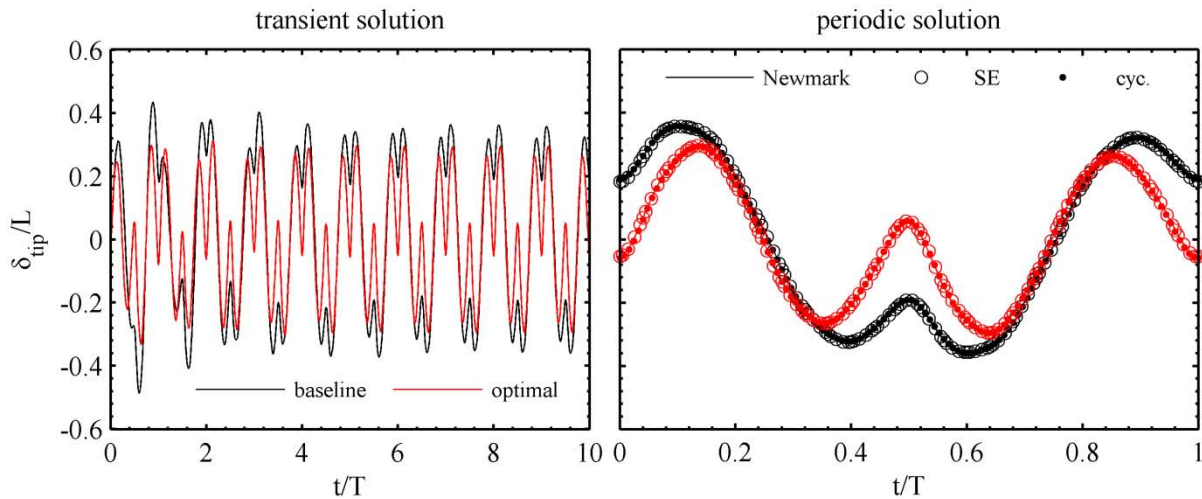 transient solution
periodic solution
0.6
0.4
0.2
0
-0.2
-0.4
-0.6
δtip/L
baseline
optimal
0 2 4 6 8 10
t/T
Newmark SE cyc.
0 0.2 0.4 0.6 0.8 1
t/T